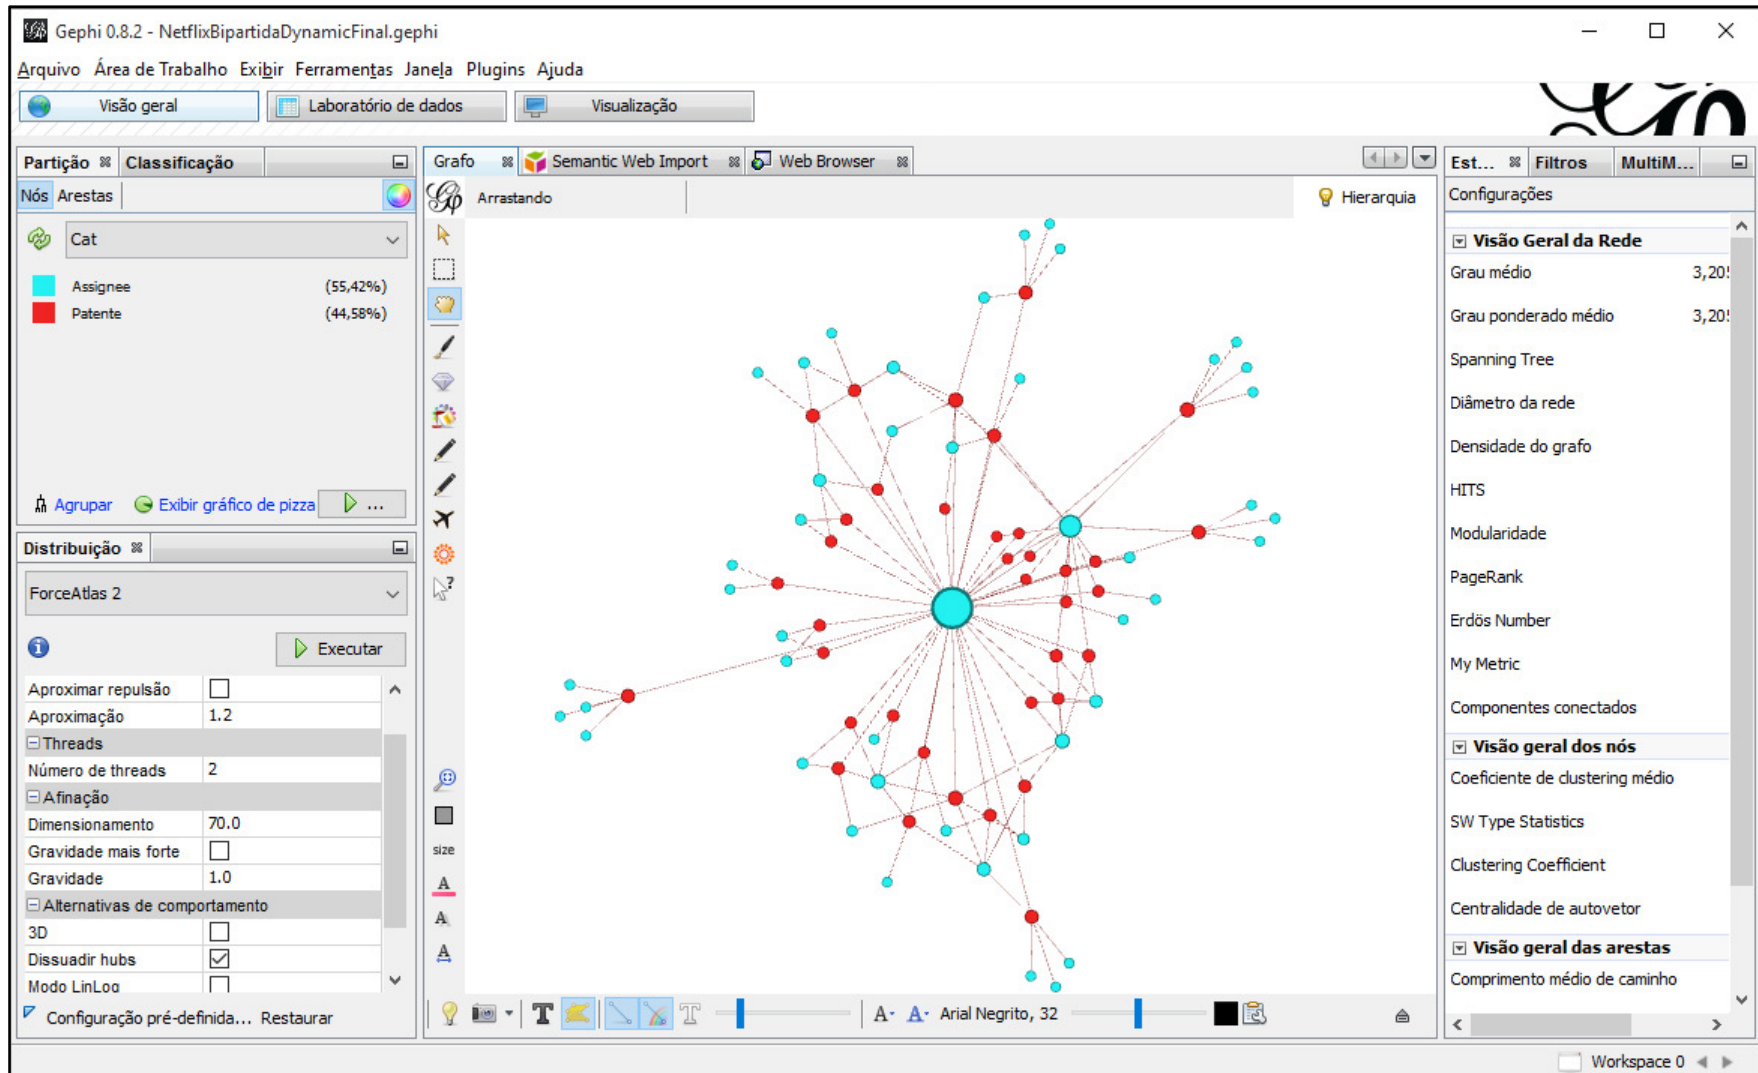 Gephi 0.8.2 - NetflixBipartidaDynamicFinal.gephi
Arquivo Área de Trabalho Exibir Ferramentas Janela Plugins Ajuda
Visão geral
Laboratório de dados
Visualização
Partição
Classificação
Nós Arestas
Cat
Assignee (55,42%)
Patente (44,58%)
Agrupar
Exibir gráfico de pizza
...
Distribuição
ForceAtlas 2
Executar
Aproximar repulsão
Aproximação 1.2
Threads
Número de threads 2
Afinação
Dimensionamento 70.0
Gravidade mais forte
Gravidade 1.0
Alternativas de comportamento
3D
Dissuadir hubs
Modo LinLog
Configuração pré-definida... Restaurar
Grafo
Semantic Web Import
Web Browser
Arrastando
Hierarquia
size
A
A
A
T
T
A- A- Arial Negrito, 32
Est...
Filtros
MultiM...
Configurações
Visão Geral da Rede
Grau médio 3,205
Grau ponderado médio 3,205
Spanning Tree
Diâmetro da rede
Densidade do grafo
HITS
Modularidade
PageRank
Erdös Number
My Metric
Componentes conectados
Visão geral dos nós
Coeficiente de clustering médio
SW Type Statistics
Clustering Coefficient
Centralidade de autovetor
Visão geral das arestas
Comprimento médio de caminho
Workspace 0